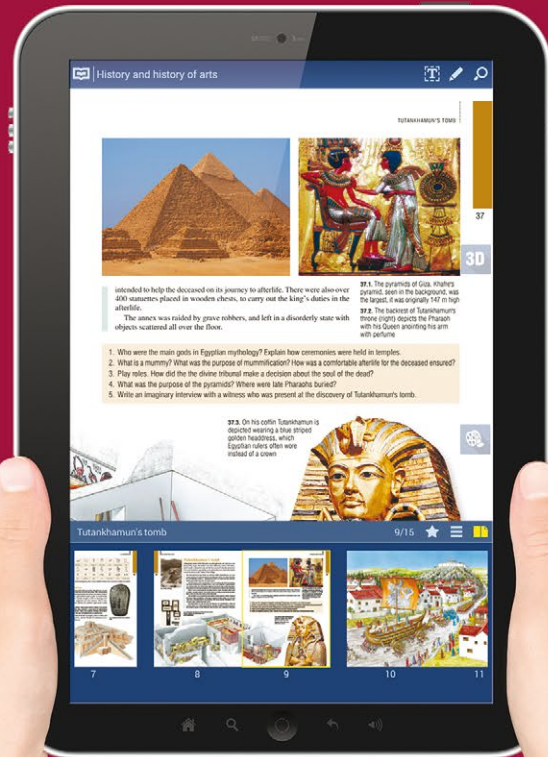 History and history of arts
TUTANKHAMUN'S TOMB
37
3D
intended to help the deceased on its journey to afterlife. There were also over
400 statuettes placed in wooden chests, to carry out the king's duties in the
afterlife.
The annex was raided by grave robbers, and left in a disorderly state with
objects scattered all over the floor.
37.1. The pyramids of Giza. Khafre's
pyramid, seen in the background, was
the largest, it was originally 147 m high
37.2. The backrest of Tutankhamun's
throne (right) depicts the Pharaoh
with his Queen anointing his arm
with perfume
1. Who were the main gods in Egyptian mythology? Explain how ceremonies were held in temples.
2. What is a mummy? What was the purpose of mummification? How was a comfortable afterlife for the deceased ensured?
3. Play roles. How did the the divine tribunal make a decision about the soul of the dead?
4. What was the purpose of the pyramids? Where were late Pharaohs buried?
5. Write an imaginary interview with a witness who was present at the discovery of Tutankhamun's tomb.
37.3. On his coffin Tutankhamun is
depicted wearing a blue striped
golden headdress, which
Egyptian rulers often wore
instead of a crown
Tutankhamun's tomb
9/15
7
8
9
10
11